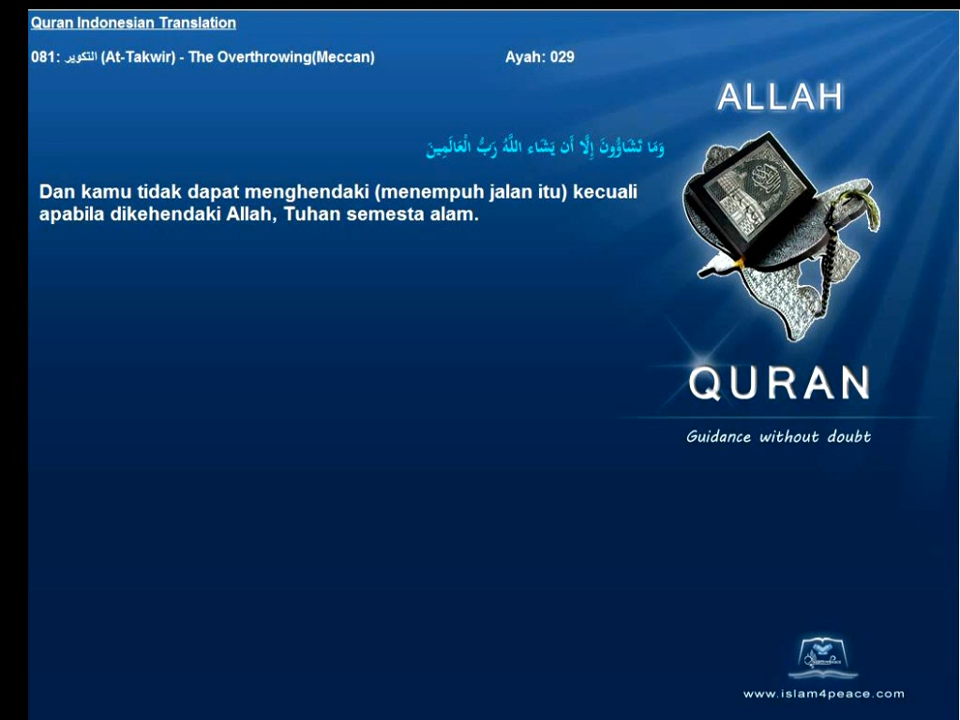 Quran Indonesian Translation
081: التكوير (At-Takwir) - The Overthrowing(Meccan) Ayah: 029
ALLAH
وَمَا تَشَاؤُونَ إِلَّا أَن يَشَاء اللَّهُ رَبُّ الْعَالَمِينَ
Dan kamu tidak dapat menghendaki (menempuh jalan itu) kecuali
apabila dikehendaki Allah, Tuhan semesta alam.
QURAN
Guidance without doubt
www.islam4peace.com